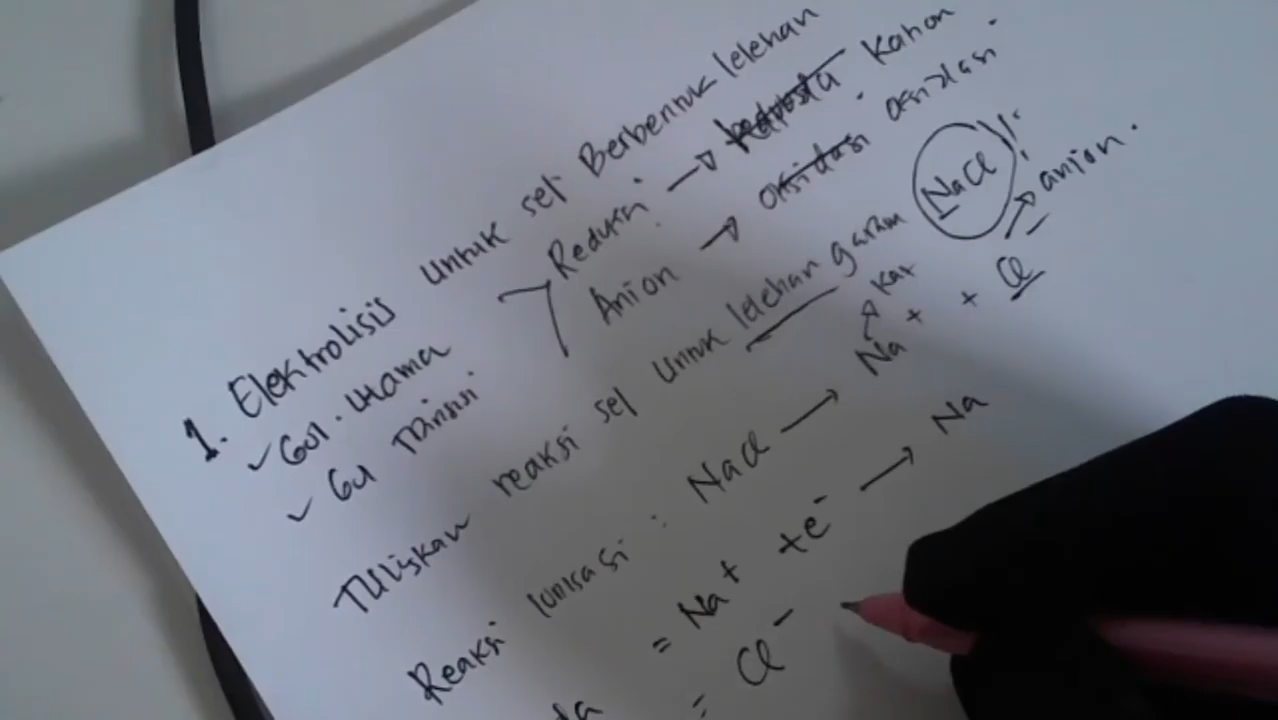 1. Elektrolisis untuk sel Berbentuk lelehan
✓ Gol. utama
✓ Gol Transisi
Reduksi → Kation
Anion → oksidasi oksidasi.
Tuliskan reaksi sel untuk lelehan garam NaCl!
Reaksi Ionisasi : NaCl → Na+ + Cl
Kat
anion.
= Na+ + e- → Na
= Cl-